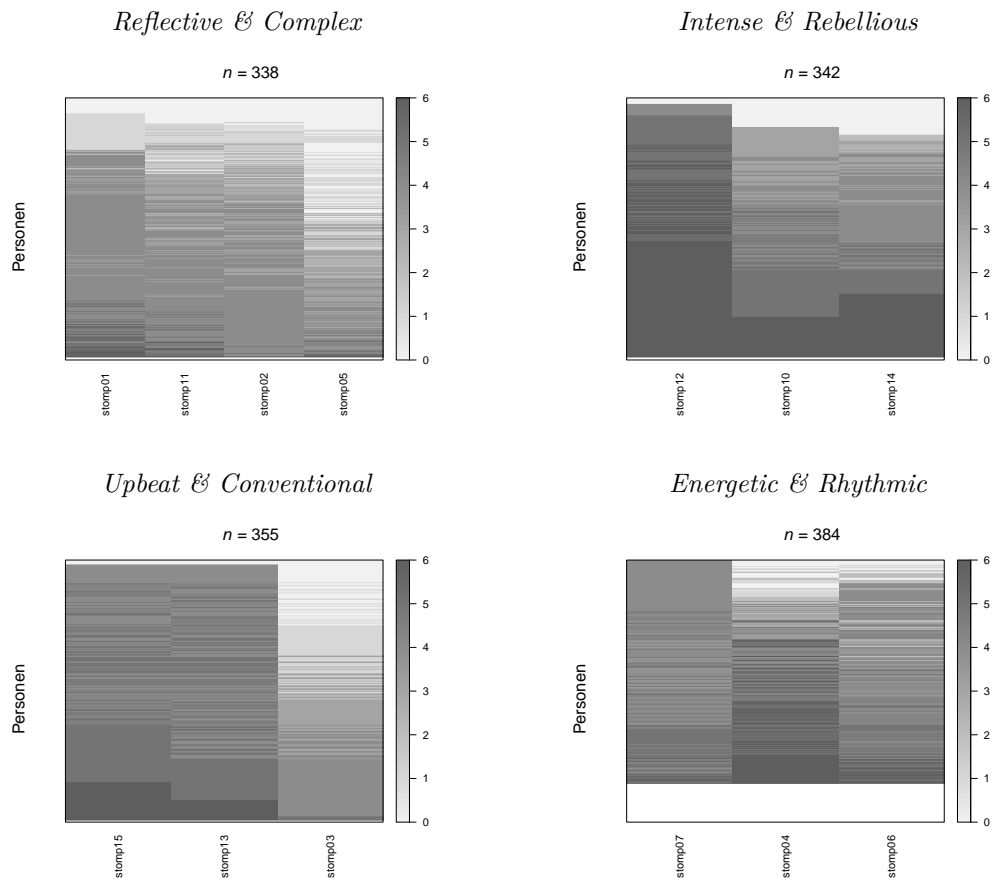 Reflective & Complex
n = 338
Personen
6
5
4
3
2
1
0
stomp01
stomp11
stomp02
stomp05
Intense & Rebellious
n = 342
Personen
6
5
4
3
2
1
0
stomp12
stomp10
stomp14
Upbeat & Conventional
n = 355
Personen
6
5
4
3
2
1
0
stomp15
stomp13
stomp03
Energetic & Rhythmic
n = 384
Personen
6
5
4
3
2
1
0
stomp07
stomp04
stomp06